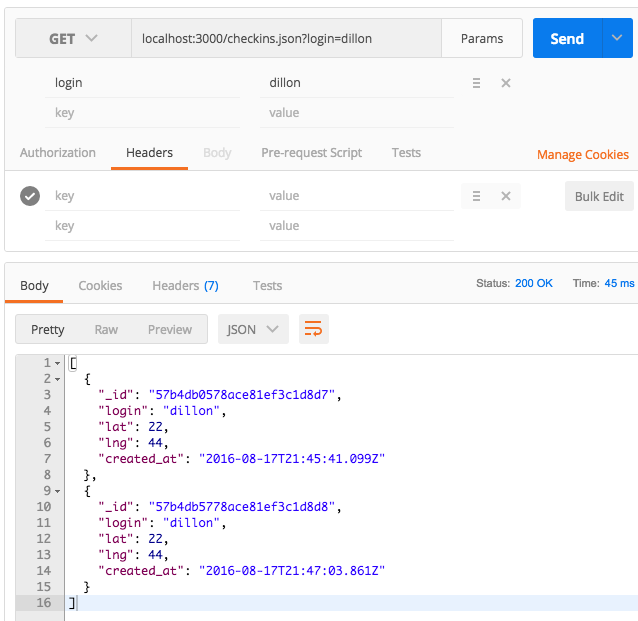 GET localhost:3000/checkins.json?login=dillon Params Send
login dillon
key value
Authorization Headers Body Pre-request Script Tests Manage Cookies
key value Bulk Edit
key value
Body Cookies Headers (7) Tests Status: 200 OK Time: 45 ms
Pretty Raw Preview JSON
1 [
2 {
3 "_id": "57b4db0578ace81ef3c1d8d7",
4 "login": "dillon",
5 "lat": 22,
6 "lng": 44,
7 "created_at": "2016-08-17T21:45:41.099Z"
8 },
9 {
10 "_id": "57b4db5778ace81ef3c1d8d8",
11 "login": "dillon",
12 "lat": 22,
13 "lng": 44,
14 "created_at": "2016-08-17T21:47:03.861Z"
15 }
16 ]